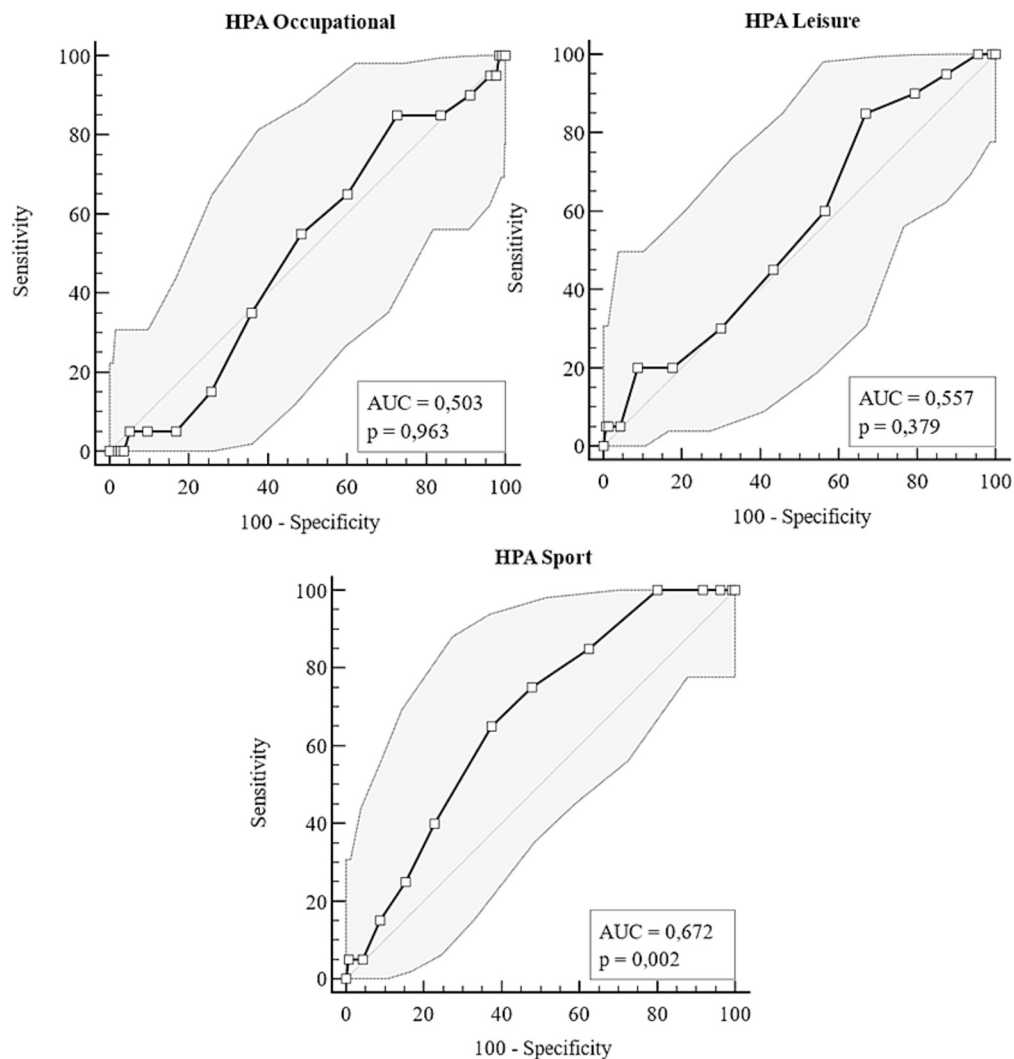 HPA Occupational
100
80
60
40
20
0
Sensitivity
AUC = 0,503
p = 0,963
0 20 40 60 80 100
100 - Specificity
HPA Leisure
100
80
60
40
20
0
Sensitivity
AUC = 0,557
p = 0,379
0 20 40 60 80 100
100 - Specificity
HPA Sport
100
80
60
40
20
0
Sensitivity
AUC = 0,672
p = 0,002
0 20 40 60 80 100
100 - Specificity